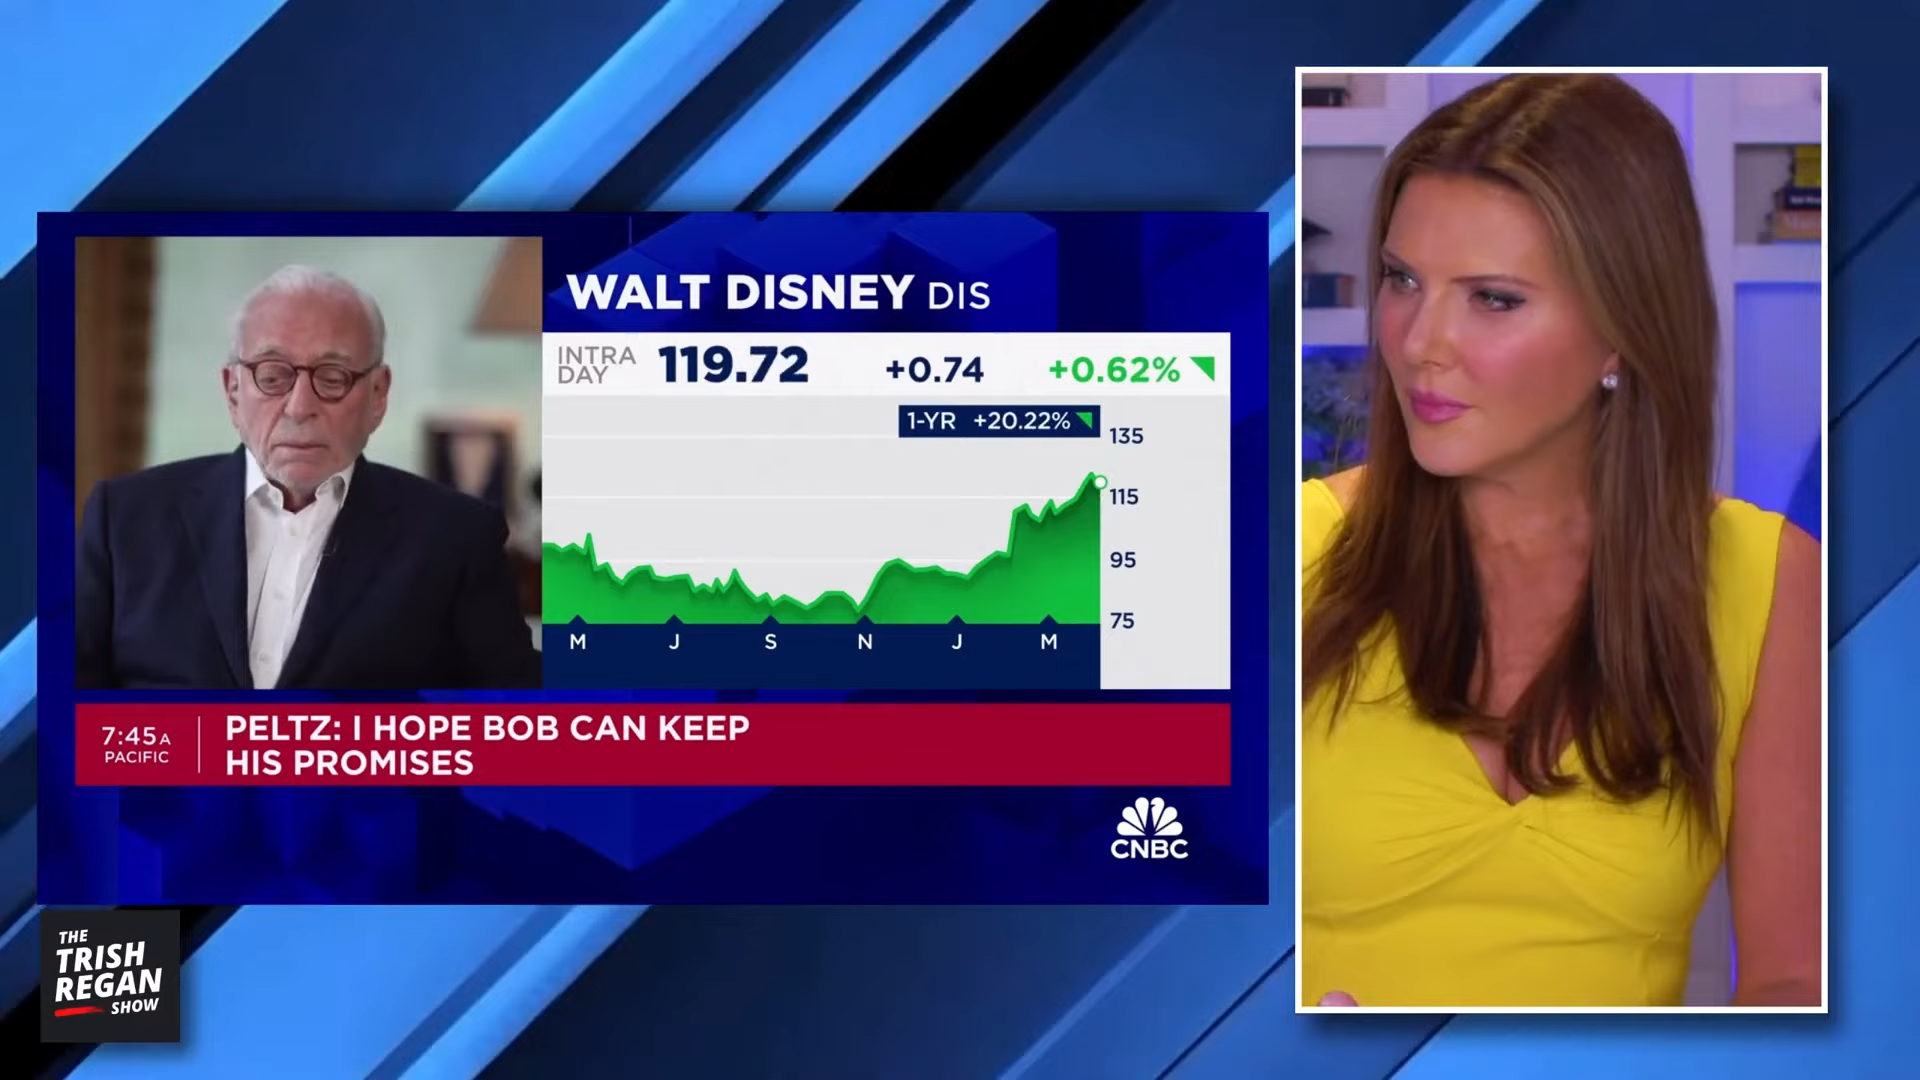 WALT DISNEY DIS
INTRA DAY 119.72 +0.74 +0.62%
1-YR +20.22%
135
115
95
75
M J S N J M
7:45A PACIFIC
PELTZ: I HOPE BOB CAN KEEP
HIS PROMISES
CNBC
THE
TRISH
REGAN
SHOW